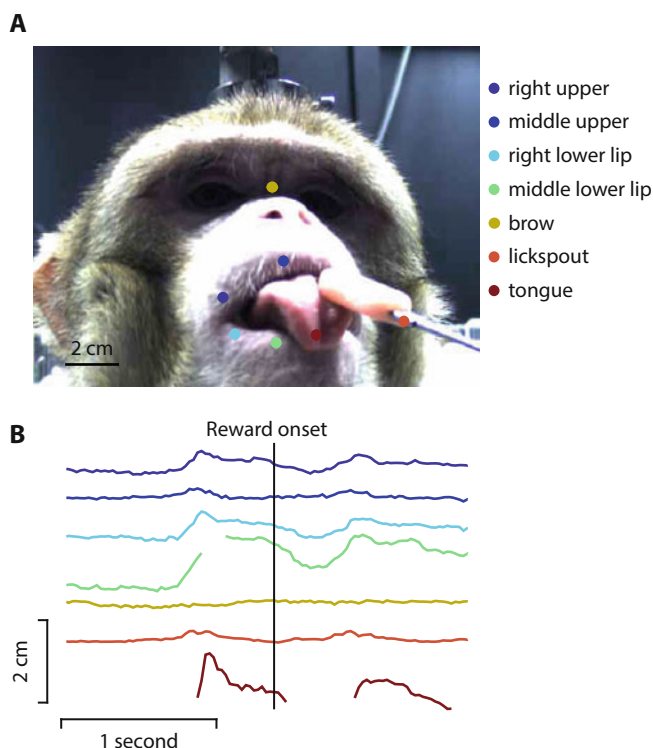 A
right upper
middle upper
right lower lip
middle lower lip
brow
lickspout
tongue
2 cm
B
Reward onset
2 cm
1 second